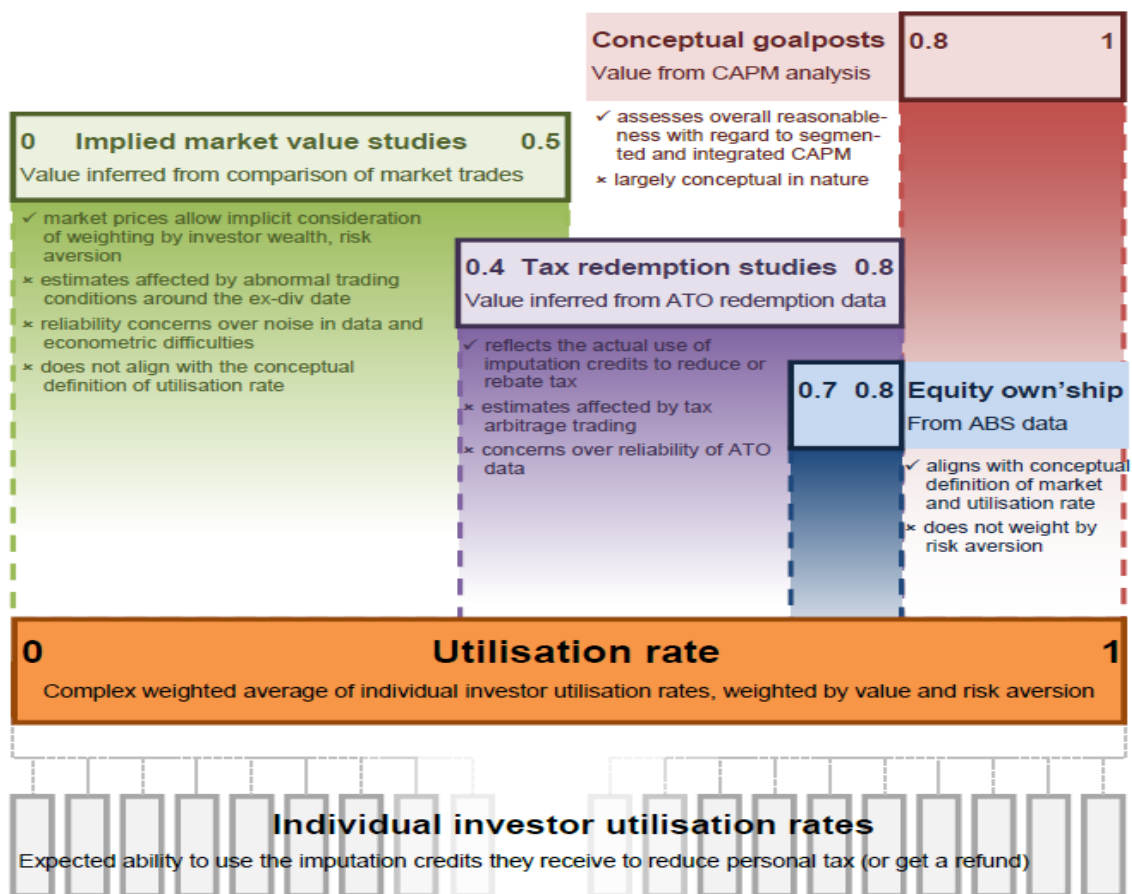 Conceptual goalposts 0.8 1
Value from CAPM analysis
✓ assesses overall reasonable-
ness with regard to segmen-
ted and integrated CAPM
× largely conceptual in nature
0 Implied market value studies 0.5
Value inferred from comparison of market trades
✓ market prices allow implicit consideration
of weighting by investor wealth, risk
aversion
× estimates affected by abnormal trading
conditions around the ex-div date
× reliability concerns over noise in data and
econometric difficulties
× does not align with the conceptual
definition of utilisation rate
0.4 Tax redemption studies 0.8
Value inferred from ATO redemption data
✓ reflects the actual use of
imputation credits to reduce or
rebate tax
× estimates affected by tax
arbitrage trading
× concerns over reliability of ATO
data
0.7 0.8 Equity own'ship
From ABS data
✓ aligns with conceptual
definition of market
and utilisation rate
× does not weight by
risk aversion
0 Utilisation rate 1
Complex weighted average of individual investor utilisation rates, weighted by value and risk aversion
Individual investor utilisation rates
Expected ability to use the imputation credits they receive to reduce personal tax (or get a refund)